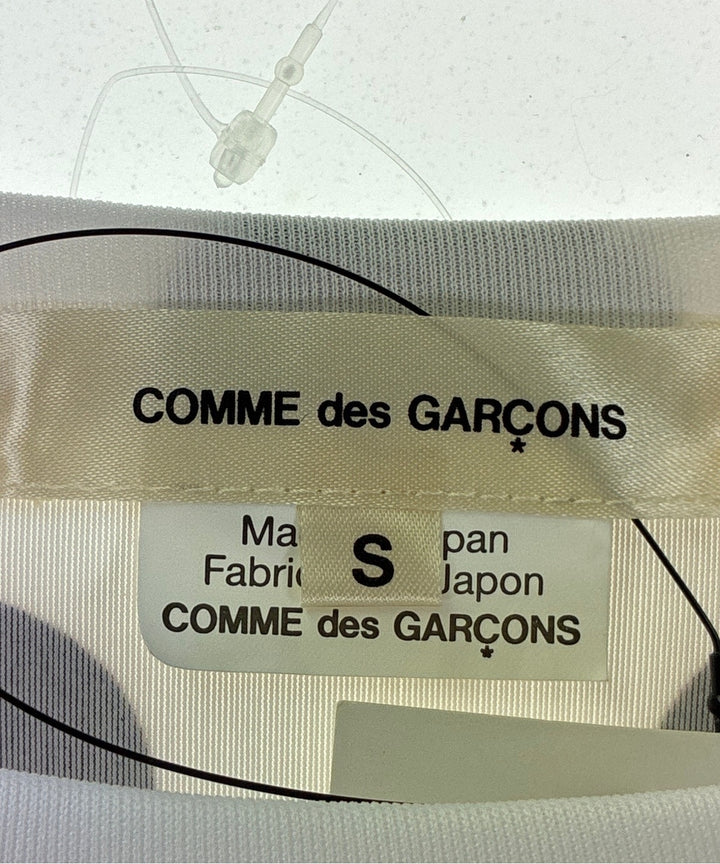 COMME des GARÇONS
*
S
Ma pan
Fabri Japon
COMME des GARÇONS
*